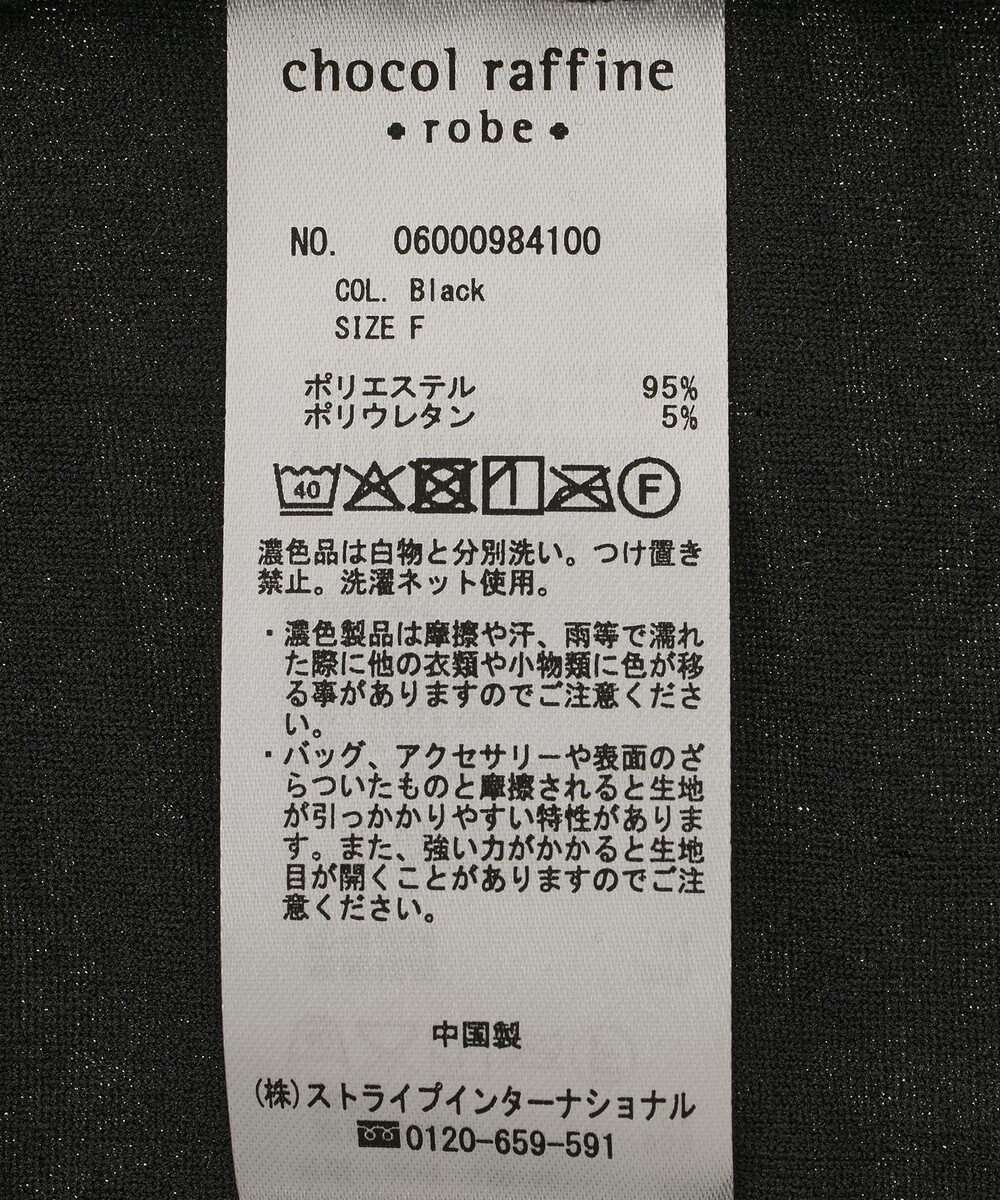 chocol raffine
robe
NO. 06000984100
COL. Black
SIZE F
ポリエステル 95%
ポリウレタン 5%
40 F
濃色品は白物と分別洗い。つけ置き
禁止。洗濯ネット使用。
・濃色製品は摩擦や汗、雨等で濡れ
た際に他の衣類や小物類に色が移
る事がありますのでご注意くださ
い。
・バッグ、アクセサリーや表面のざ
らついたものと摩擦されると生地
が引っかかりやすい特性がありま
す。また、強い力がかかると生地
目が開くことがありますのでご注
意ください。
中国製
(株)ストライプインターナショナル
0120-659-591